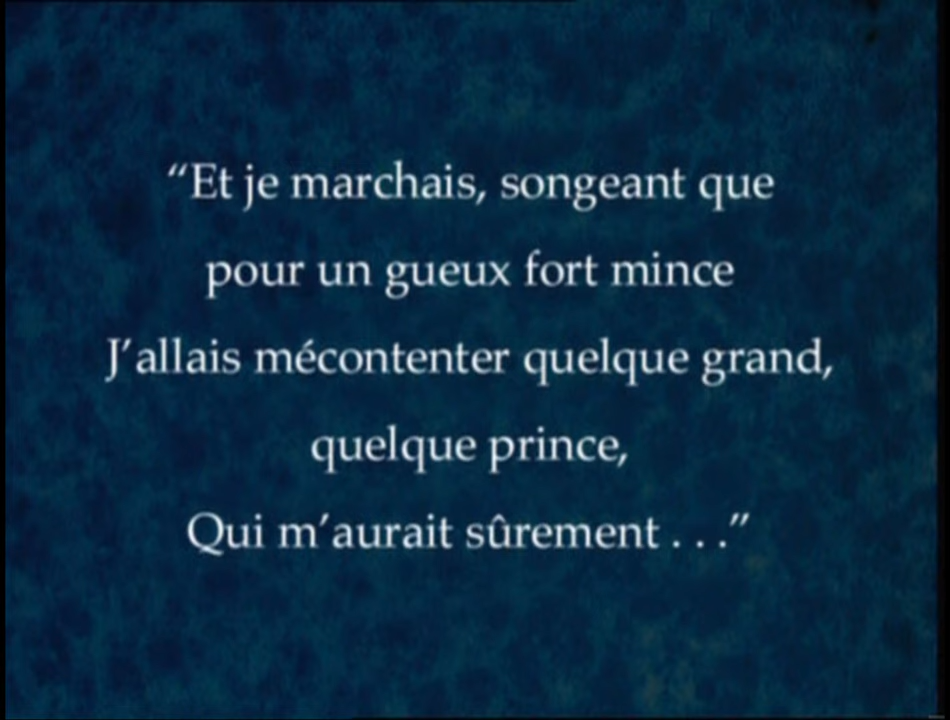 “Et je marchais, songeant que
pour un gueux fort mince
J’allais mécontenter quelque grand,
quelque prince,
Qui m’aurait sûrement . . .”